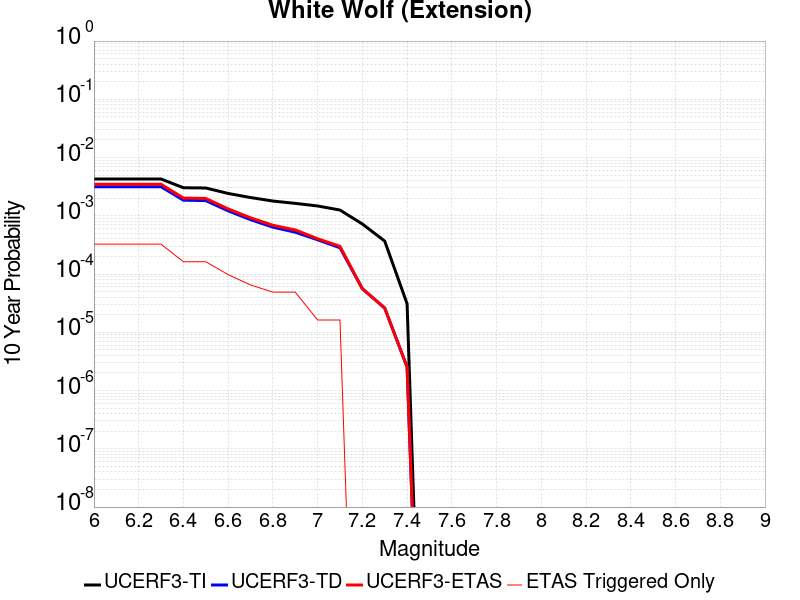 White Wolf (Extension)
10^0
10^-1
10^-2
10^-3
10^-4
10^-5
10^-6
10^-7
10^-8
10 Year Probability
6 6.2 6.4 6.6 6.8 7 7.2 7.4 7.6 7.8 8 8.2 8.4 8.6 8.8 9
Magnitude
UCERF3-TI UCERF3-TD UCERF3-ETAS ETAS Triggered Only